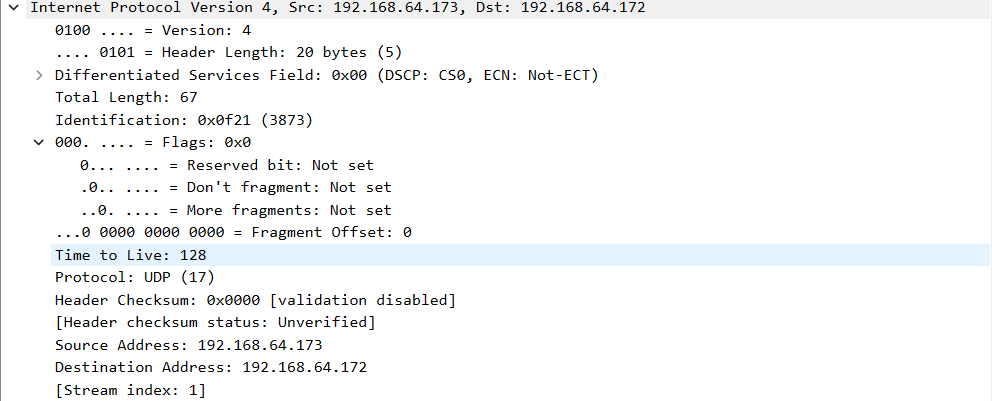 Internet Protocol Version 4, Src: 192.168.64.173, Dst: 192.168.64.172
0100 .... = Version: 4
.... 0101 = Header Length: 20 bytes (5)
Differentiated Services Field: 0x00 (DSCP: CS0, ECN: Not-ECT)
Total Length: 67
Identification: 0x0f21 (3873)
000. .... = Flags: 0x0
0... .... = Reserved bit: Not set
.0.. .... = Don't fragment: Not set
..0. .... = More fragments: Not set
...0 0000 0000 0000 = Fragment Offset: 0
Time to Live: 128
Protocol: UDP (17)
Header Checksum: 0x0000 [validation disabled]
[Header checksum status: Unverified]
Source Address: 192.168.64.173
Destination Address: 192.168.64.172
[Stream index: 1]